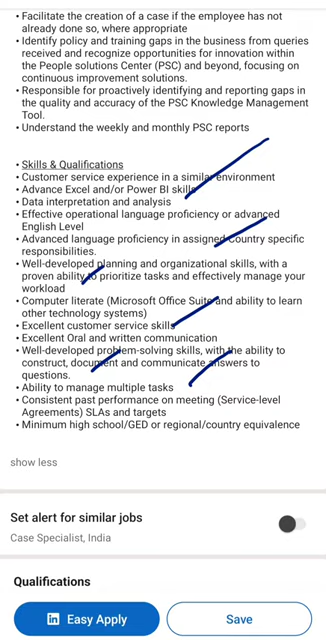 • Facilitate the creation of a case if the employee has not
already done so, where appropriate
• Identify policy and training gaps in the business from queries
received and recognize opportunities for innovation within
the People solutions Center (PSC) and beyond, focusing on
continuous improvement solutions.
• Responsible for proactively identifying and reporting gaps in
the quality and accuracy of the PSC Knowledge Management
Tool.
• Understand the weekly and monthly PSC reports
• Skills & Qualifications
• Customer service experience in a similar environment
• Advance Excel and/or Power BI skills
• Data interpretation and analysis
• Effective operational language proficiency or advanced
English Level
• Advanced language proficiency in assigned Country specific
responsibilities.
• Well-developed planning and organizational skills, with a
proven ability to prioritize tasks and effectively manage your
workload
• Computer literate (Microsoft Office Suite and ability to learn
other technology systems)
• Excellent customer service skills
• Excellent Oral and written communication
• Well-developed problem-solving skills, with the ability to
construct, document and communicate answers to
questions.
• Ability to manage multiple tasks
• Consistent past performance on meeting (Service-level
Agreements) SLAs and targets
• Minimum high school/GED or regional/country equivalence
show less
Set alert for similar jobs
Case Specialist, India
Qualifications
in Easy Apply
Save